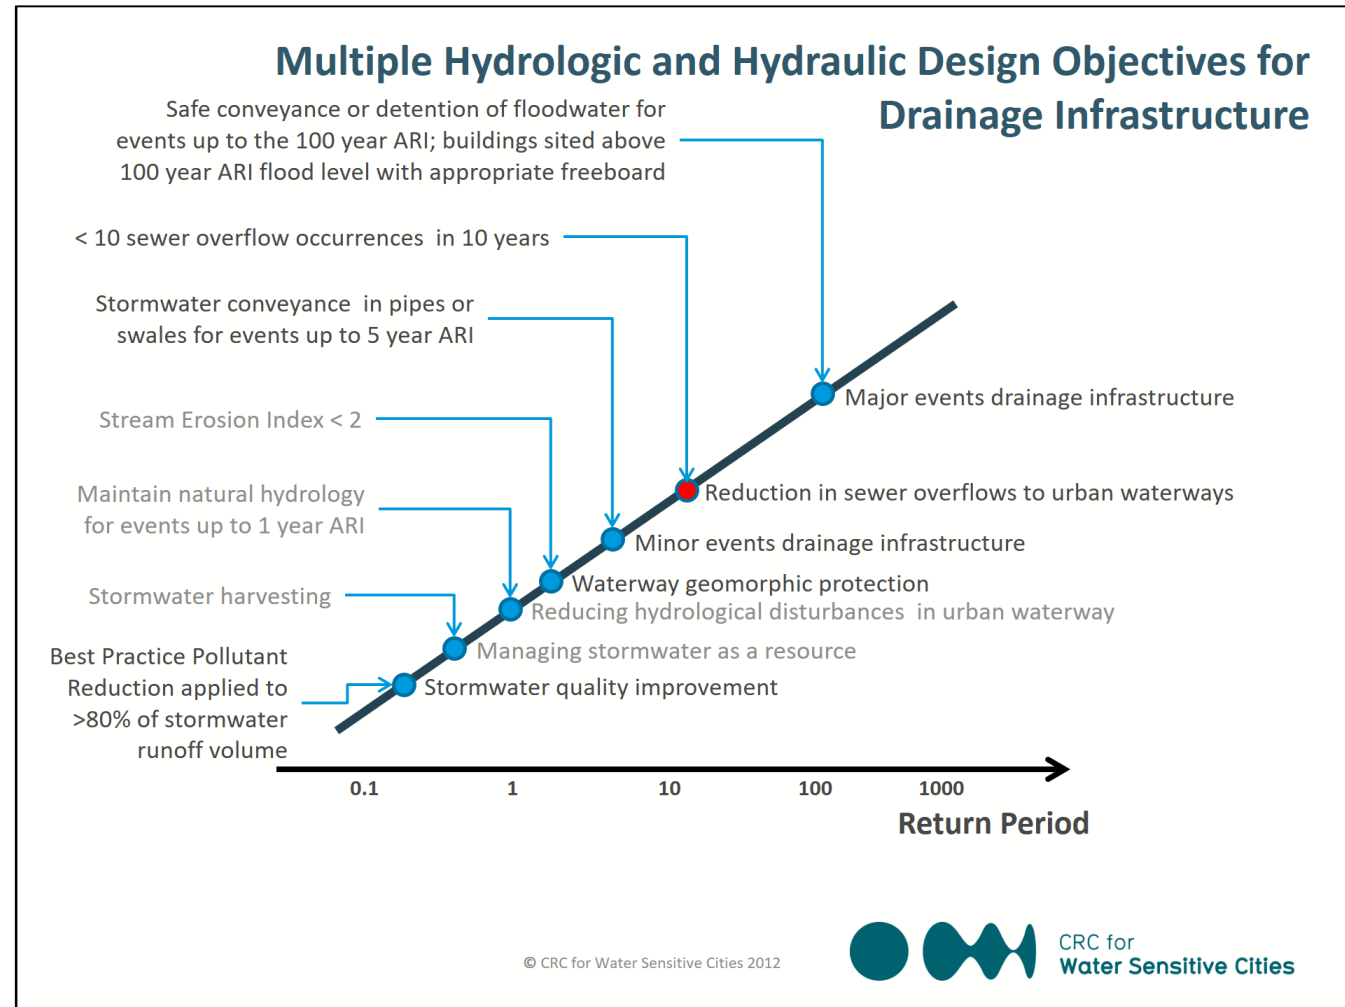 Multiple Hydrologic and Hydraulic Design Objectives for
Drainage Infrastructure
Safe conveyance or detention of floodwater for
events up to the 100 year ARI; buildings sited above
100 year ARI flood level with appropriate freeboard
< 10 sewer overflow occurrences in 10 years
Stormwater conveyance in pipes or
swales for events up to 5 year ARI
Stream Erosion Index < 2
Maintain natural hydrology
for events up to 1 year ARI
Stormwater harvesting
Best Practice Pollutant
Reduction applied to
>80% of stormwater
runoff volume
Major events drainage infrastructure
Reduction in sewer overflows to urban waterways
Minor events drainage infrastructure
Waterway geomorphic protection
Reducing hydrological disturbances in urban waterway
Managing stormwater as a resource
Stormwater quality improvement
0.1 1 10 100 1000
Return Period
© CRC for Water Sensitive Cities 2012
CRC for
Water Sensitive Cities